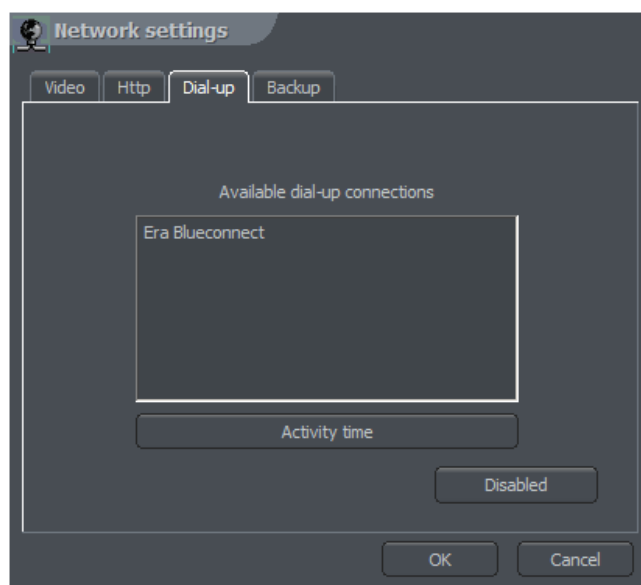 Network settings
Video Http Dial-up Backup
Available dial-up connections
Era Blueconnect
Activity time
Disabled
OK Cancel